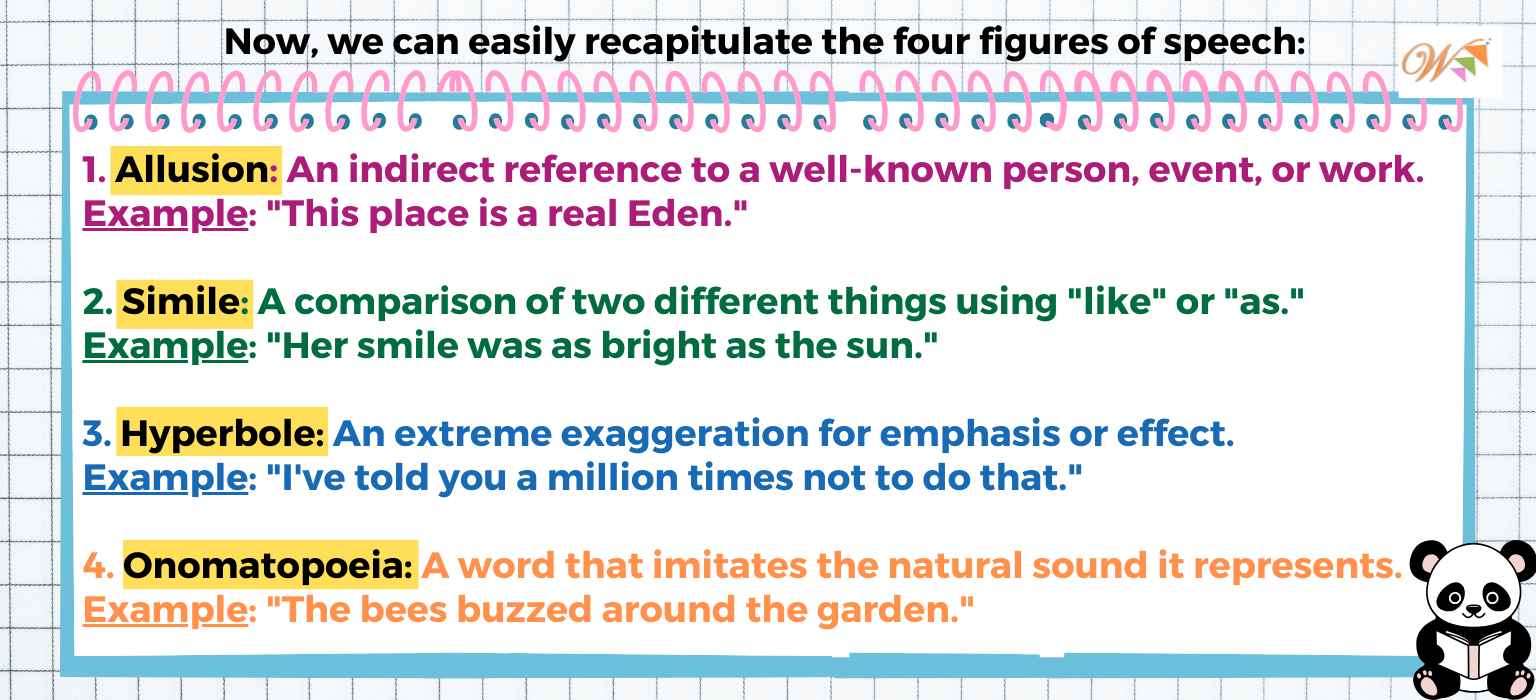 Now, we can easily recapitulate the four figures of speech:
W
1. Allusion: An indirect reference to a well-known person, event, or work.
Example: "This place is a real Eden."
2. Simile: A comparison of two different things using "like" or "as."
Example: "Her smile was as bright as the sun."
3. Hyperbole: An extreme exaggeration for emphasis or effect.
Example: "I've told you a million times not to do that."
4. Onomatopoeia: A word that imitates the natural sound it represents.
Example: "The bees buzzed around the garden."